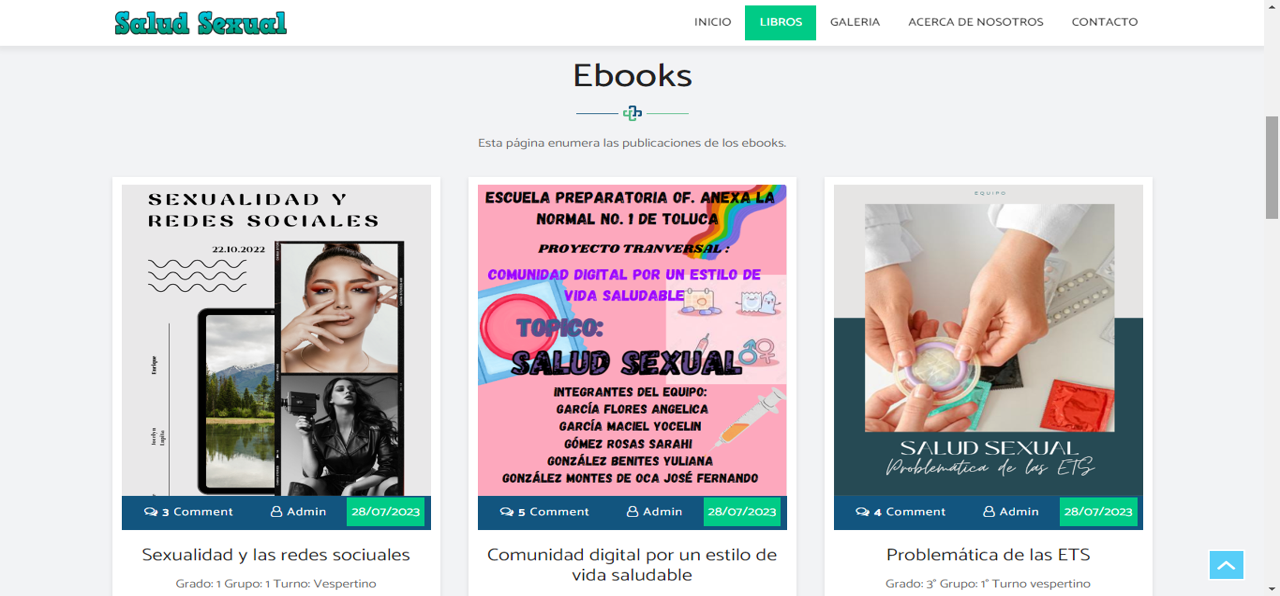 Salud Sexual
INICIO
LIBROS
GALERIA
ACERCA DE NOSOTROS
CONTACTO
Ebooks
Esta página enumera las publicaciones de los ebooks.
SEXUALIDAD Y
REDES SOCIALES
22.10.2022
3 Comment
Admin
28/07/2023
Sexualidad y las redes sociuales
Grado: 1 Grupo: 1 Turno: Vespertino
ESCUELA PREPARATORIA OF. ANEXA LA
NORMAL NO. 1 DE TOLUCA
PROYECTO TRANVERSAL :
COMUNIDAD DIGITAL POR UN ESTILO DE
VIDA SALUDABLE
TOPICO:
SALUD SEXUAL
INTEGRANTES DEL EQUIPO:
GARCÍA FLORES ANGELICA
GARCÍA MACIEL YOCELIN
GÓMEZ ROSAS SARAHI
GONZÁLEZ BENITES YULIANA
GONZÁLEZ MONTES DE OCA JOSÉ FERNANDO
5 Comment
Admin
28/07/2023
Comunidad digital por un estilo de
vida saludable
EQUIPO
SALUD SEXUAL
Problemática de las ETS
4 Comment
Admin
28/07/2023
Problemática de las ETS
Grado: 3° Grupo: 1° Turno vespertino